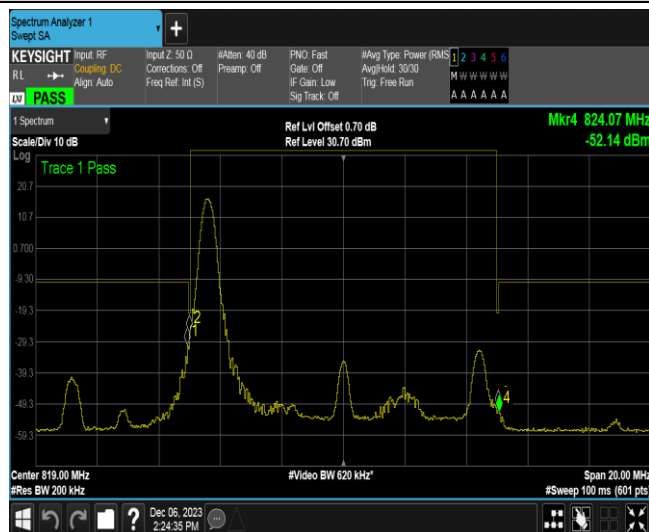 Spectrum Analyzer 1
Swept SA
+
KEYSIGHT
RL
LXI PASS
Input: RF
Coupling: DC
Align: Auto
Input Z: 50 Ω
Corrections: Off
Freq Ref: Int (S)
#Atten: 40 dB
Preamp: Off
PNO: Fast
Gate: Off
IF Gain: Low
Sig Track: Off
#Avg Type: Power (RMS
Avg|Hold: 30/30
Trig: Free Run
1 2 3 4 5 6
M W W W W W
A A A A A A
1 Spectrum
Scale/Div 10 dB
Log
Ref Lvl Offset 0.70 dB
Ref Level 30.70 dBm
Mkr4 824.07 MHz
-52.14 dBm
Trace 1 Pass
20.7
10.7
0.700
-9.30
-19.3
-29.3
-39.3
-49.3
-59.3
2
1
4
Center 819.00 MHz
#Res BW 200 kHz
#Video BW 620 kHz*
Span 20.00 MHz
#Sweep 100 ms (601 pts)
?
Dec 06, 2023
2:24:35 PM